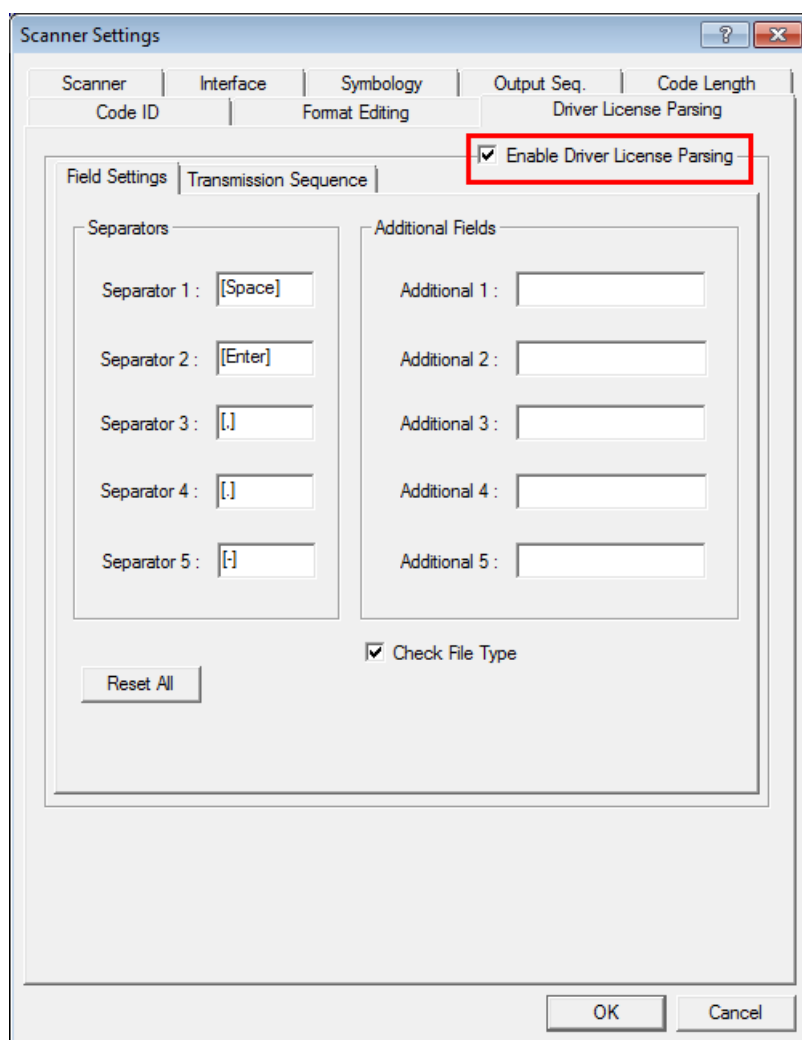 Scanner Settings
Scanner Interface Symbology Output Seq. Code Length
Code ID Format Editing Driver License Parsing
Enable Driver License Parsing
Field Settings Transmission Sequence
Separators Additional Fields
Separator 1 : [Space] Additional 1 :
Separator 2 : [Enter] Additional 2 :
Separator 3 : [,] Additional 3 :
Separator 4 : [.] Additional 4 :
Separator 5 : [-] Additional 5 :
Check File Type
Reset All
OK Cancel